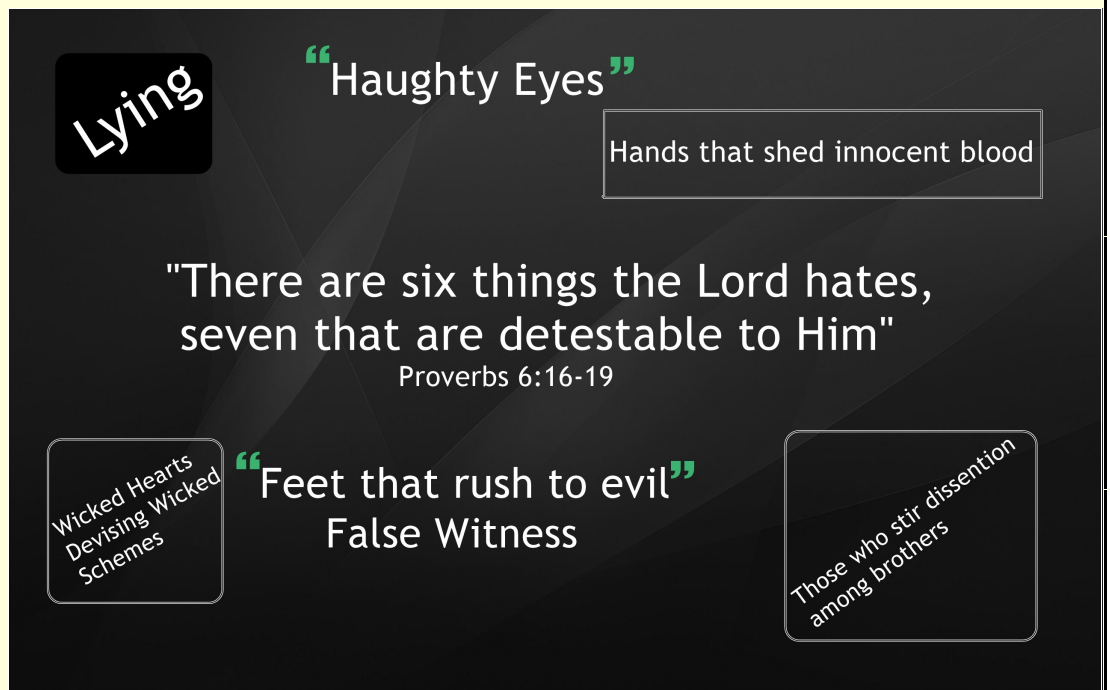 Lying
“Haughty Eyes”
Hands that shed innocent blood
"There are six things the Lord hates,
seven that are detestable to Him"
Proverbs 6:16-19
Wicked Hearts
Devising Wicked
Schemes
“Feet that rush to evil”
False Witness
Those who stir dissention
among brothers